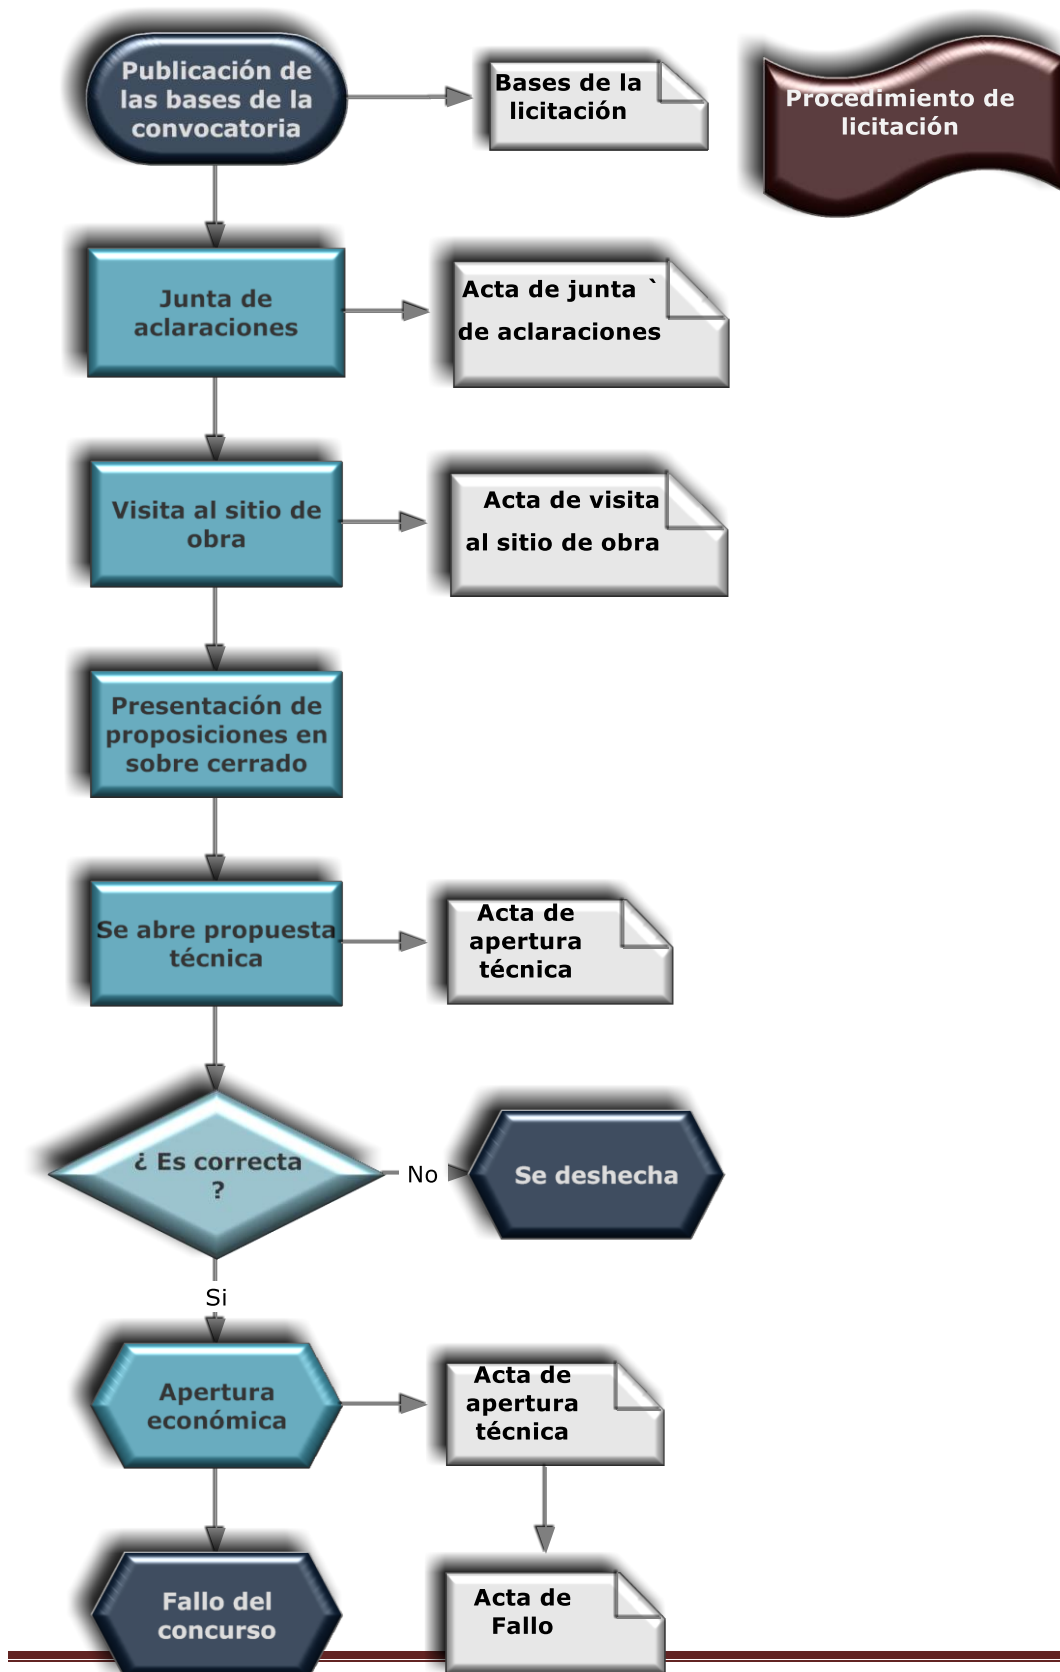 Publicación de
las bases de la
convocatoria
Bases de la
licitación
Procedimiento de
licitación
Junta de
aclaraciones
Acta de junta `
de aclaraciones
Visita al sitio de
obra
Acta de visita
al sitio de obra
Presentación de
proposiciones en
sobre cerrado
Se abre propuesta
técnica
Acta de
apertura
técnica
¿ Es correcta
?
No
Se deshecha
Si
Apertura
económica
Acta de
apertura
técnica
Fallo del
concurso
Acta de
Fallo